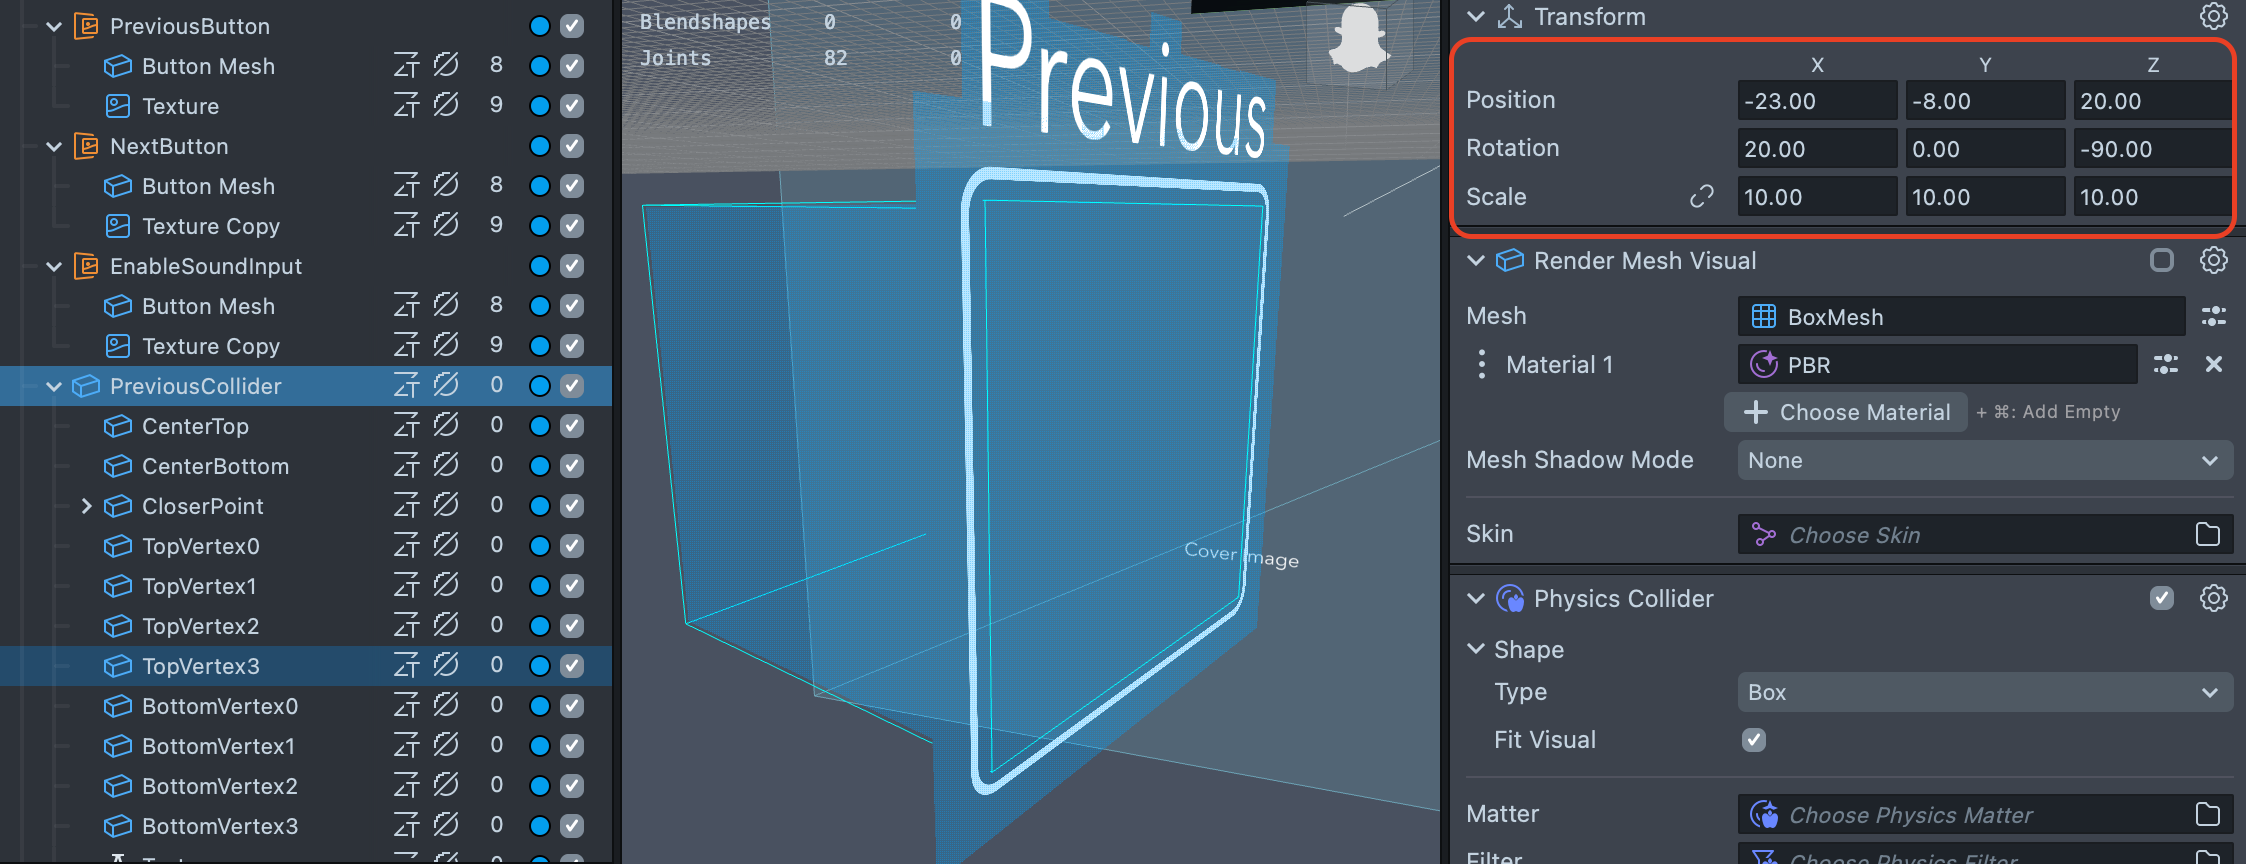 PreviousButton
Button Mesh 8
Texture 9
NextButton
Button Mesh 8
Texture Copy 9
EnableSoundInput
Button Mesh 8
Texture Copy 9
PreviousCollider 0
CenterTop 0
CenterBottom 0
CloserPoint 0
TopVertex0 0
TopVertex1 0
TopVertex2 0
TopVertex3 0
BottomVertex0 0
BottomVertex1 0
BottomVertex2 0
BottomVertex3 0
Blendshapes 0 0
Joints 82 0
Previous
Cover Image
Transform
X Y Z
Position -23.00 -8.00 20.00
Rotation 20.00 0.00 -90.00
Scale 10.00 10.00 10.00
Render Mesh Visual
Mesh BoxMesh
Material 1 PBR
+ Choose Material + ⌘: Add Empty
Mesh Shadow Mode None
Skin Choose Skin
Physics Collider
Shape
Type Box
Fit Visual
Matter Choose Physics Matter
Filter Choose Physics Filter